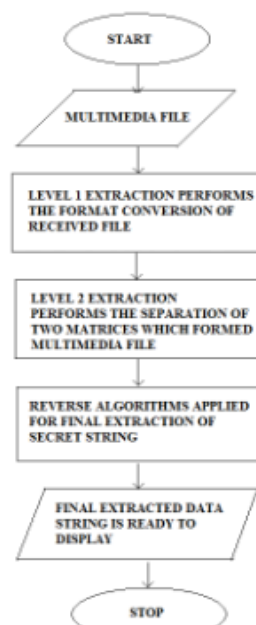 START
MULTIMEDIA FILE
LEVEL 1 EXTRACTION PERFORMS
THE FORMAT CONVERSION OF
RECEIVED FILE
LEVEL 2 EXTRACTION
PERFORMS THE SEPARATION OF
TWO MATRICES WHICH FORMED
MULTIMEDIA FILE
REVERSE ALGORITHMS APPLIED
FOR FINAL EXTRACTION OF
SECRET STRING
FINAL EXTRACTED DATA
STRING IS READY TO
DISPLAY
STOP